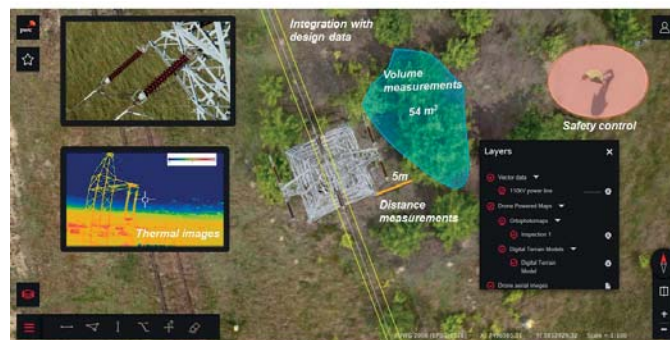 pwc
Integration with
design data
Volume
measurements
54 m³
Safety control
5m
Distance
measurements
Thermal images
Layers
Vector data
110kV power line
Drone Powered Maps
Ortophotomaps
Inspection 1
Digital Terrain Models
Digital Terrain
Model
Drone aerial images